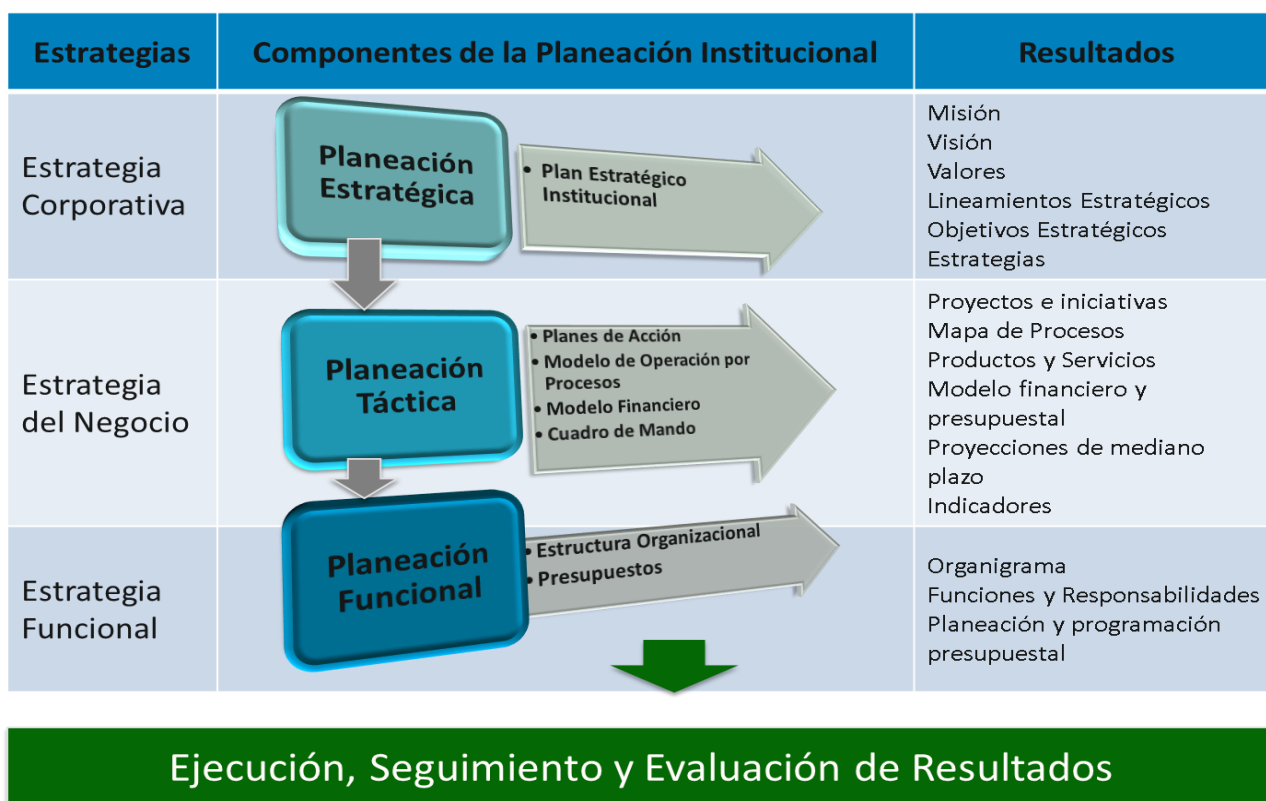 Estrategias
Componentes de la Planeación Institucional
Resultados
Estrategia
Corporativa
Planeación
Estratégica
• Plan Estratégico
Institucional
Misión
Visión
Valores
Lineamientos Estratégicos
Objetivos Estratégicos
Estrategias
Estrategia
del Negocio
Planeación
Táctica
• Planes de Acción
• Modelo de Operación por
Procesos
• Modelo Financiero
• Cuadro de Mando
Proyectos e iniciativas
Mapa de Procesos
Productos y Servicios
Modelo financiero y
presupuestal
Proyecciones de mediano
plazo
Indicadores
Estrategia
Funcional
Planeación
Funcional
• Estructura Organizacional
• Presupuestos
Organigrama
Funciones y Responsabilidades
Planeación y programación
presupuestal
Ejecución, Seguimiento y Evaluación de Resultados